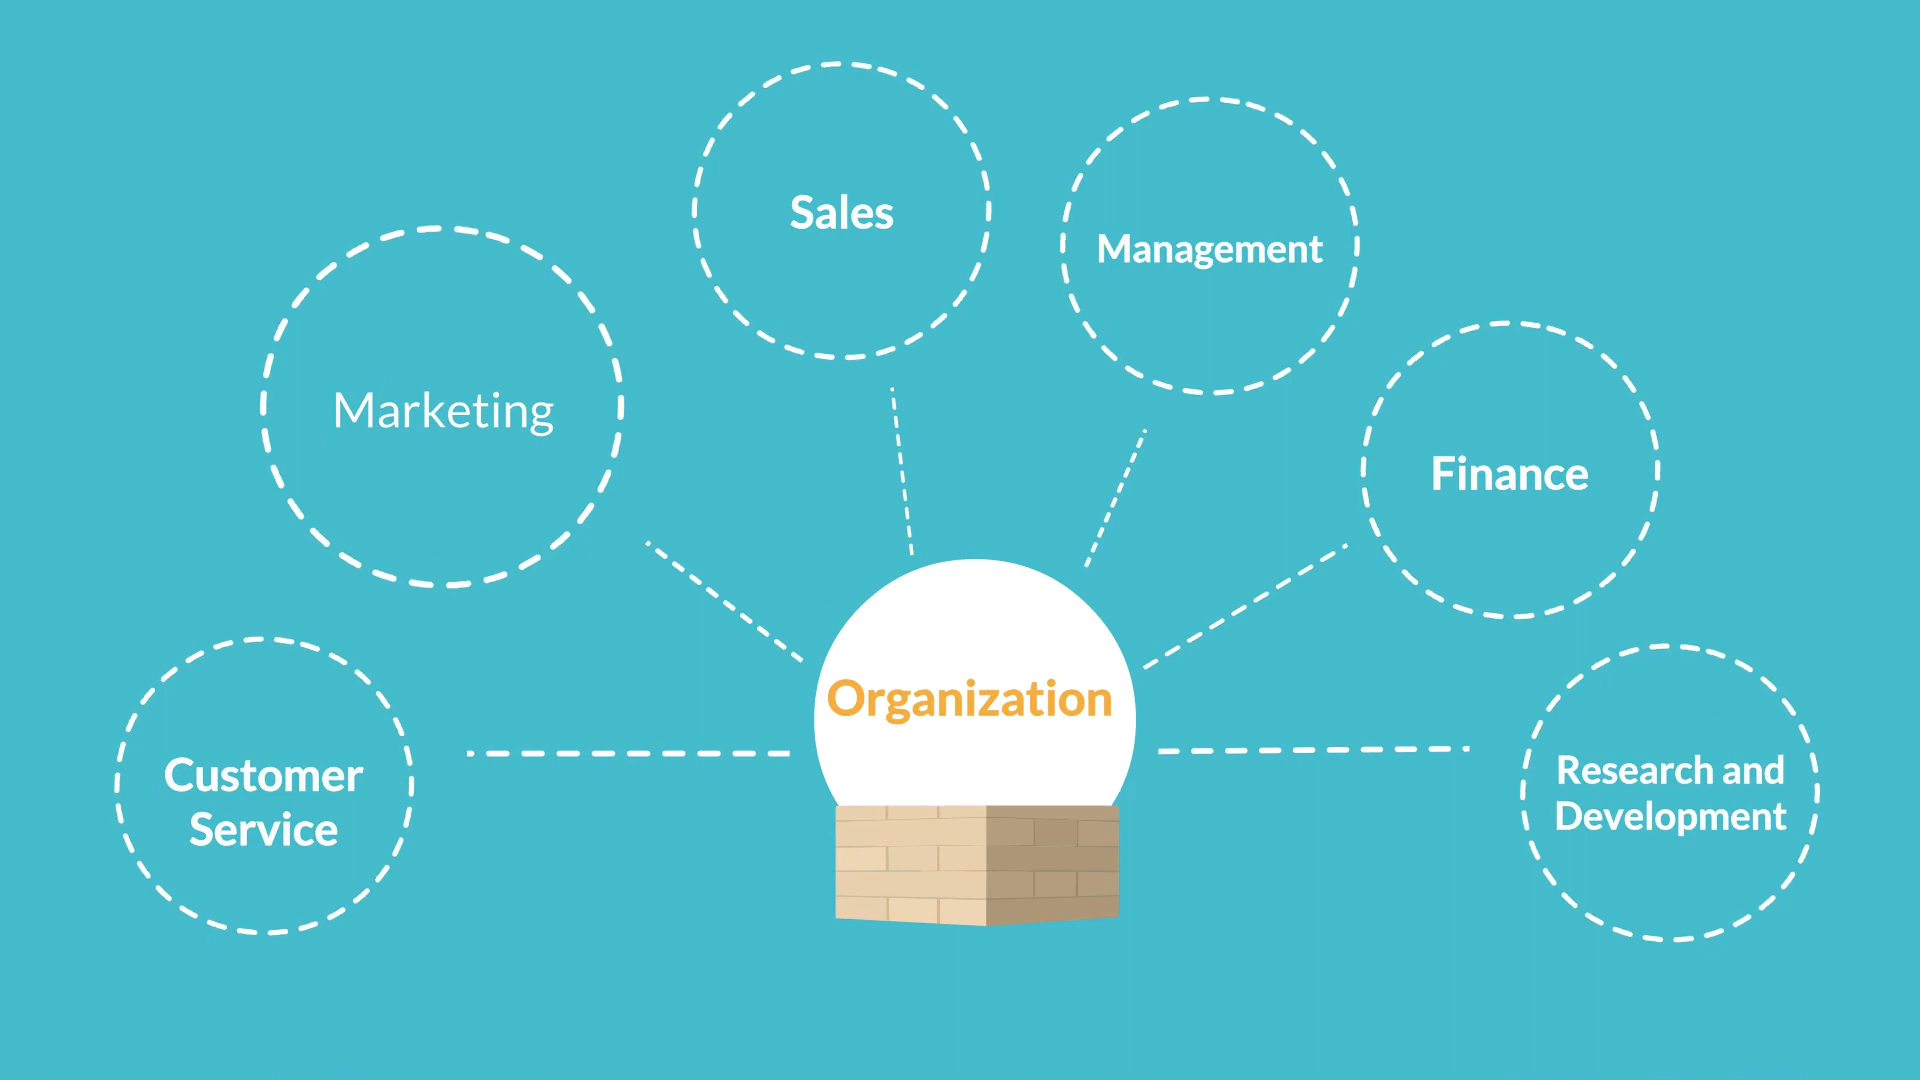 Sales
Management
Marketing
Finance
Organization
Customer
Service
Research and
Development